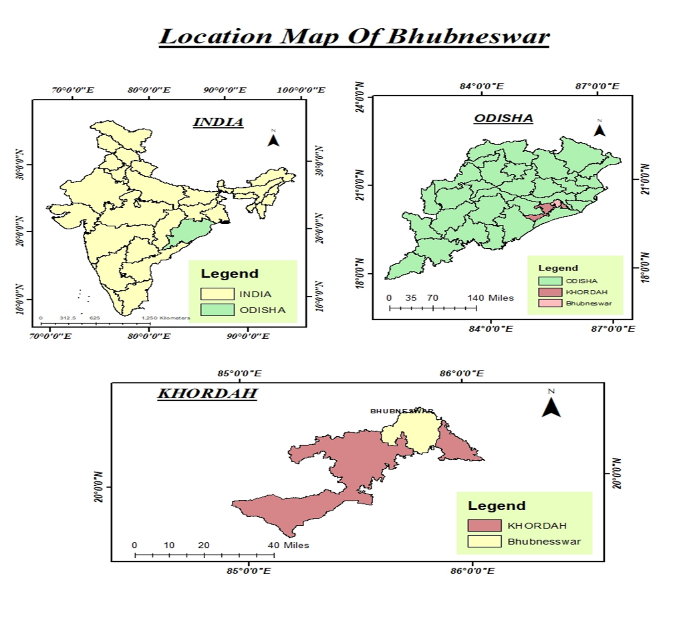 Location Map Of Bhubneswar
70°0'0"E 80°0'0"E 90°0'0"E 100°0'0"E
INDIA
N
30°0'0"N 30°0'0"N
20°0'0"N 20°0'0"N
10°0'0"N 10°0'0"N
Legend
INDIA
ODISHA
0 312.5 625 1,250 Kilometers
70°0'0"E 80°0'0"E 90°0'0"E
84°0'0"E 87°0'0"E
24°0'0"N
ODISHA
N
21°0'0"N 21°0'0"N
18°0'0"N 18°0'0"N
Legend
ODISHA
KHORDAH
Bhubneswar
0 35 70 140 Miles
84°0'0"E 87°0'0"E
85°0'0"E 86°0'0"E
KHORDAH
N
BHUBNESWAR
20°0'0"N 20°0'0"N
Legend
KHORDAH
Bhubnesswar
0 10 20 40 Miles
85°0'0"E 86°0'0"E